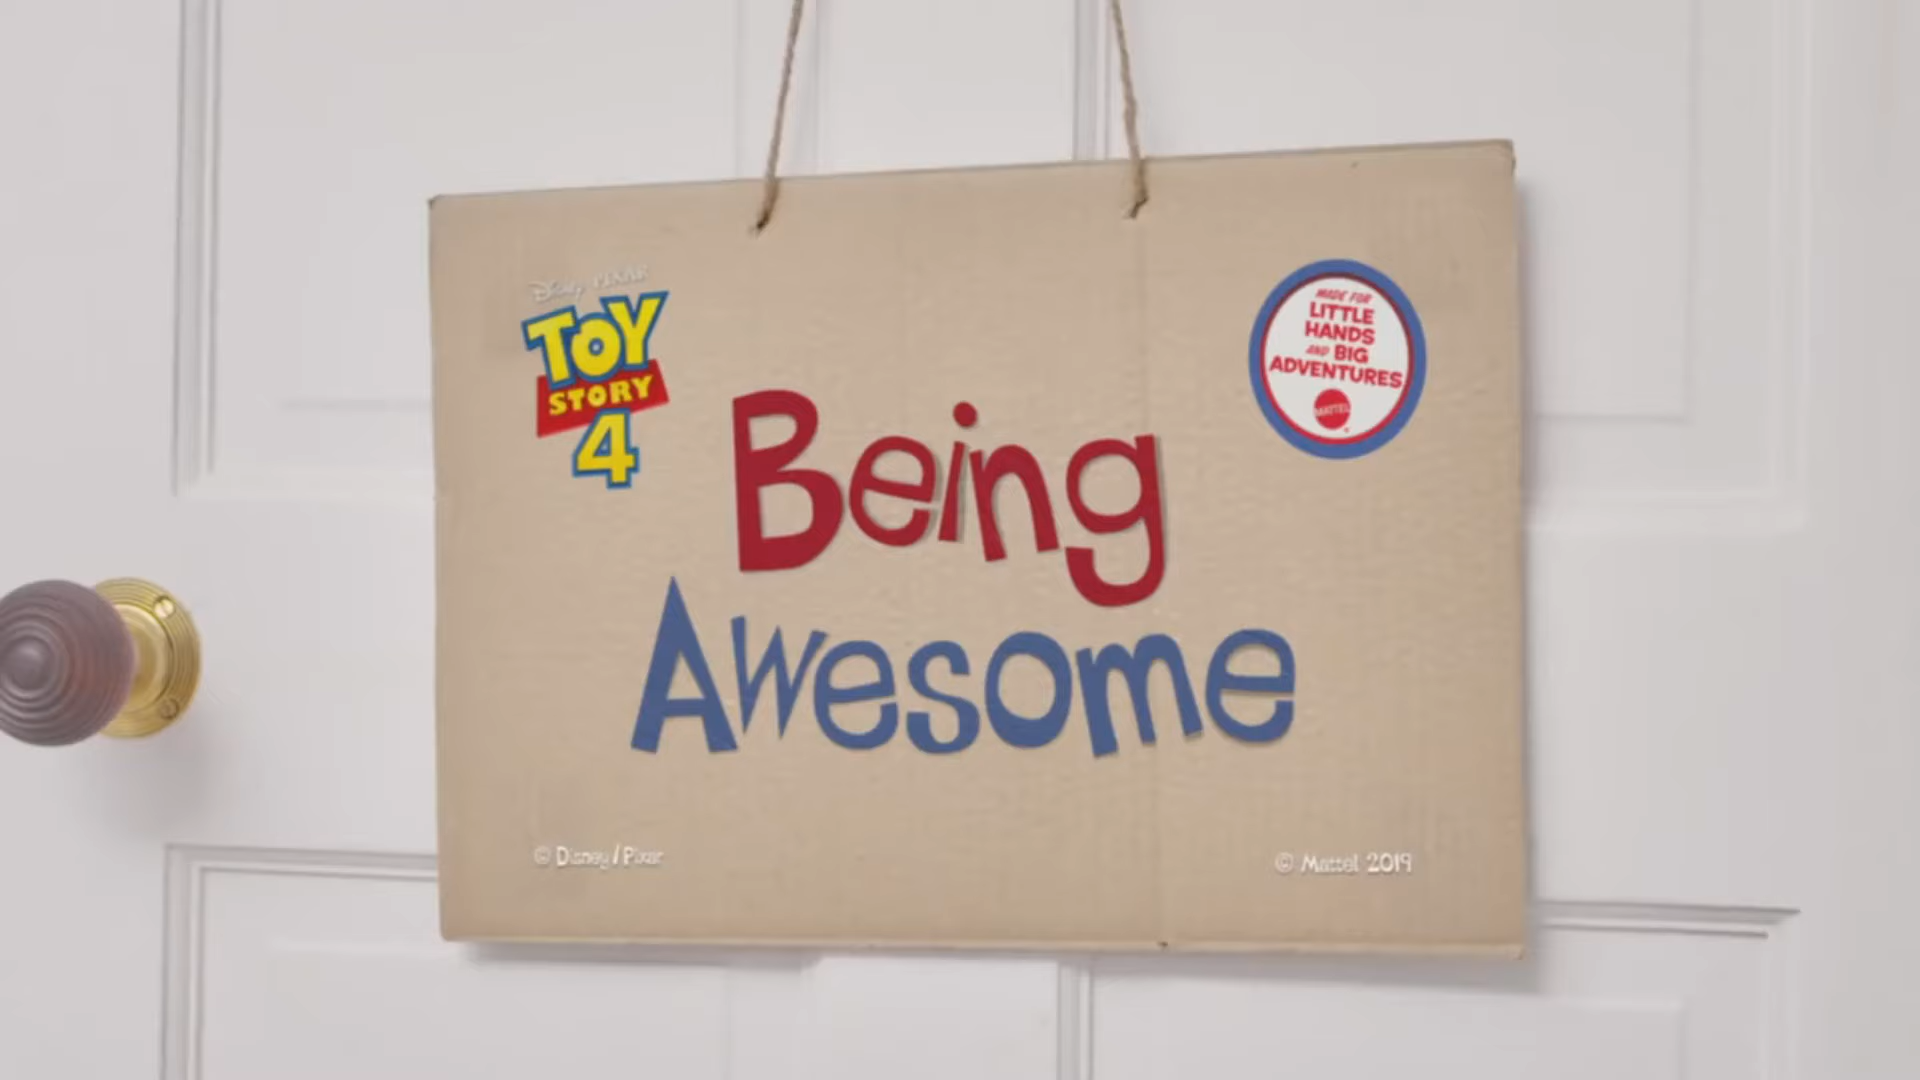 Disney PIXAR
TOY
STORY
4
MADE FOR
LITTLE
HANDS
AND BIG
ADVENTURES
MATTEL
Being
Awesome
© Disney/Pixar
© Mattel 2019